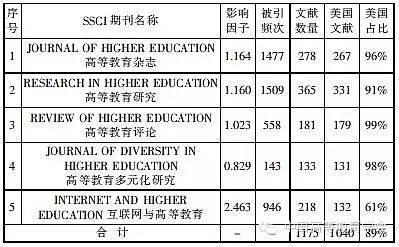 序号 SSCI 期刊名称 影响因子 被引频次 文献数量 美国文献 美国占比
1 JOURNAL OF HIGHER EDUCATION 高等教育杂志 1.164 1477 278 267 96%
2 RESEARCH IN HIGHER EDUCATION 高等教育研究 1.160 1509 365 331 91%
3 REVIEW OF HIGHER EDUCATION 高等教育评论 1.023 558 181 179 99%
4 JOURNAL OF DIVERSITY IN HIGHER EDUCATION 高等教育多元化研究 0.829 143 133 131 98%
5 INTERNET AND HIGHER EDUCATION 互联网与高等教育 2.463 946 218 132 61%
合 计 - 1175 1040 89%